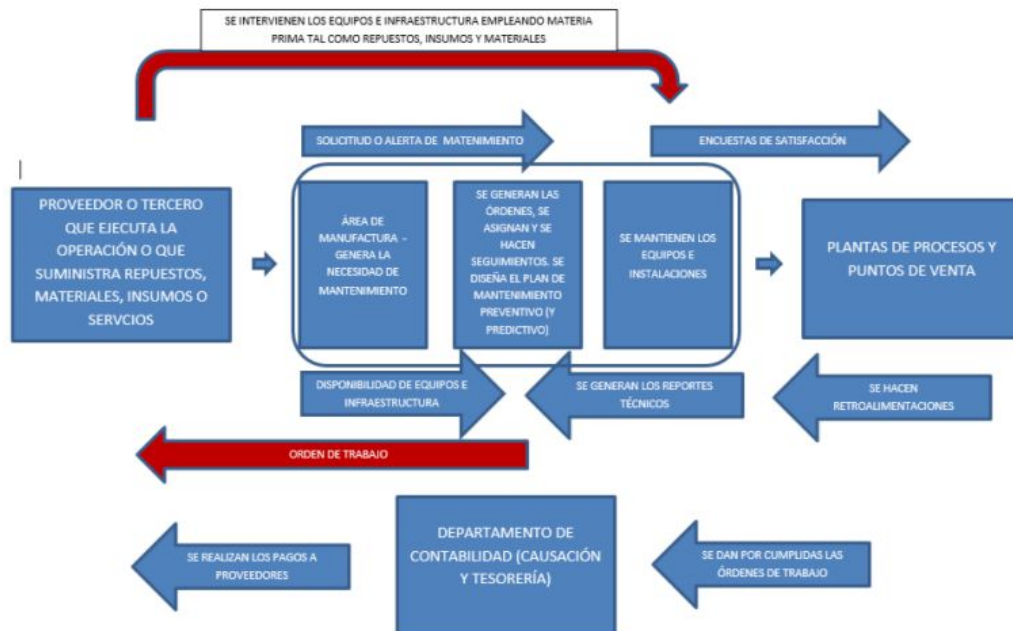 SE INTERVIENEN LOS EQUIPOS E INFRAESTRUCTURA EMPLEANDO MATERIA
PRIMA TAL COMO REPUESTOS, INSUMOS Y MATERIALES
SOLICITIUD O ALERTA DE MATENIMIENTO
ENCUESTAS DE SATISFACCIÓN
PROVEEDOR O TERCERO
QUE EJECUTA LA
OPERACIÓN O QUE
SUMINISTRA REPUESTOS,
MATERIALES, INSUMOS O
SERVCIOS
ÁREA DE
MANUFACTURA –
GENERA LA
NECESIDAD DE
MANTENIMIENTO
SE GENERAN LAS
ÓRDENES, SE
ASIGNAN Y SE
HACEN
SEGUIMIENTOS. SE
DISEÑA EL PLAN DE
MANTENIMIENTO
PREVENTIVO (Y
PREDICTIVO)
SE MANTIENEN LOS
EQUIPOS E
INSTALACIONES
PLANTAS DE PROCESOS Y
PUNTOS DE VENTA
DISPONIBILIDAD DE EQUIPOS E
INFRAESTRUCTURA
SE GENERAN LOS REPORTES
TÉCNICOS
SE HACEN
RETROALIMENTACIONES
ORDEN DE TRABAJO
DEPARTAMENTO DE
CONTABILIDAD (CAUSACIÓN
Y TESORERÍA)
SE REALIZAN LOS PAGOS A
PROVEEDORES
SE DAN POR CUMPLIDAS LAS
ÓRDENES DE TRABAJO